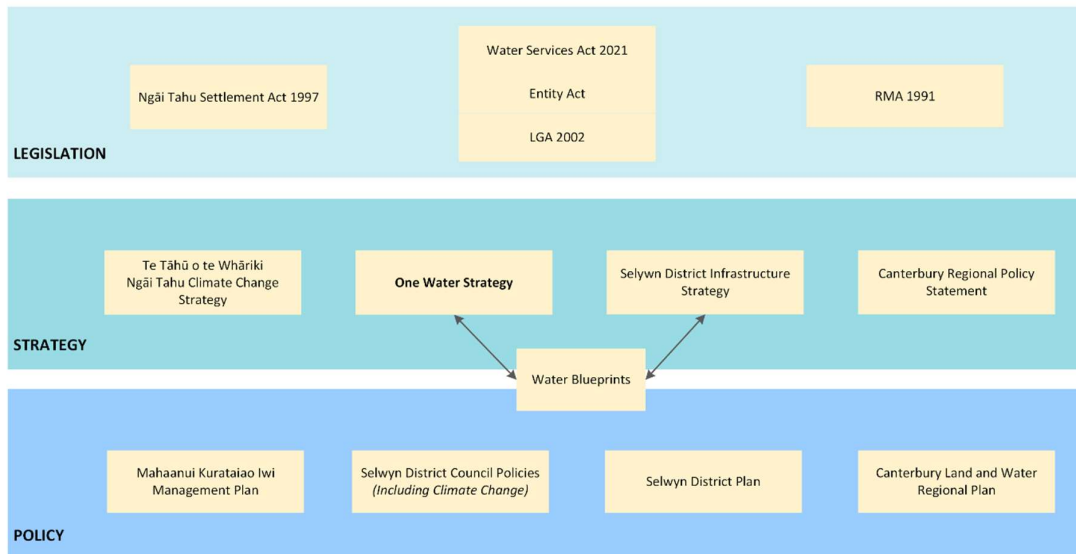 Water Services Act 2021
Ngāi Tahu Settlement Act 1997
Entity Act
RMA 1991
LGA 2002
LEGISLATION
Te Tāhū o te Whāriki
Ngāi Tahu Climate Change
Strategy
One Water Strategy
Selywn District Infrastructure
Strategy
Canterbury Regional Policy
Statement
STRATEGY
Water Blueprints
Mahaanui Kurataiao Iwi
Management Plan
Selwyn District Council Policies
(Including Climate Change)
Selwyn District Plan
Canterbury Land and Water
Regional Plan
POLICY